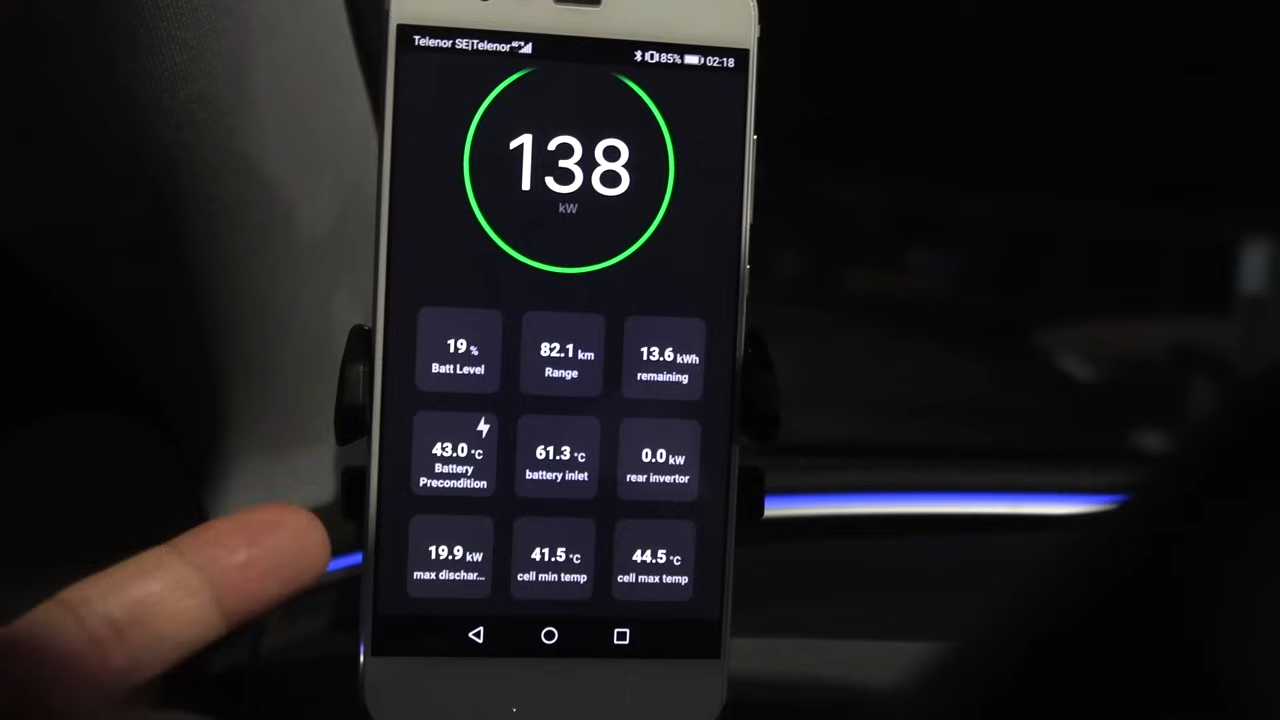 Telenor SE|Telenor 85% 02:18
138
kW
19 % 82.1 km 13.6 kWh
Batt Level Range remaining
43.0 °C 61.3 °C 0.0 kW
Battery Precondition battery inlet rear invertor
19.9 kW 41.5 °C 44.5 °C
max dischar... cell min temp cell max temp